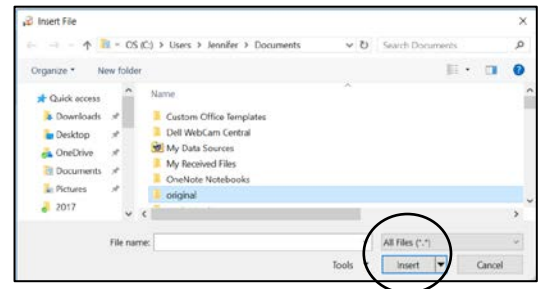 Insert File
OS (C:) > Users > Jennifer > Documents
Search Documents
Organize
New folder
Quick access
Downloads
Desktop
OneDrive
Documents
Pictures
2017
Name
Custom Office Templates
Dell WebCam Central
My Data Sources
My Received Files
OneNote Notebooks
original
File name:
All Files (*.*)
Tools
Insert
Cancel